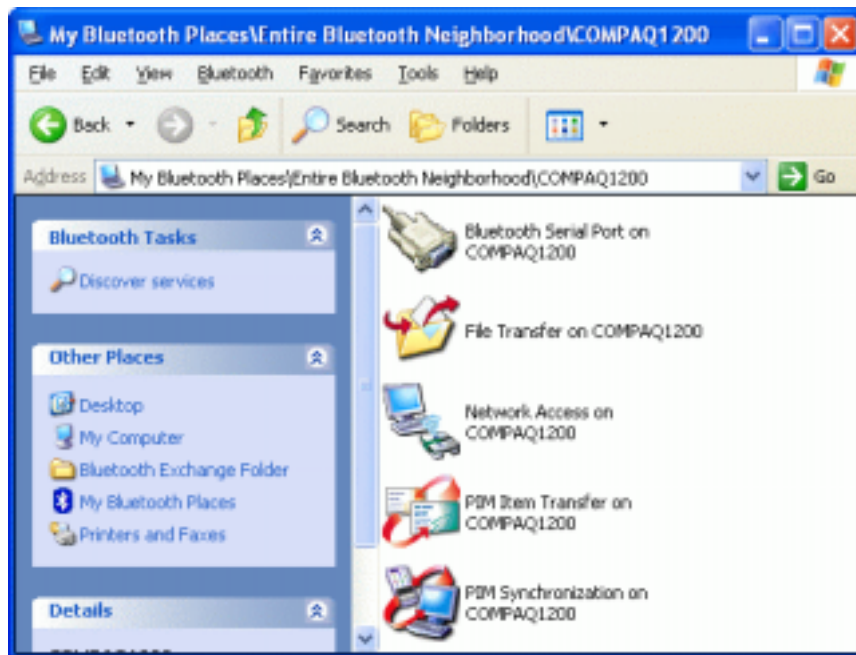 My Bluetooth Places\Entire Bluetooth Neighborhood\COMPAQ1200
File Edit View Bluetooth Favorites Tools Help
Back Search Folders
Address My Bluetooth Places\Entire Bluetooth Neighborhood\COMPAQ1200 Go
Bluetooth Tasks
Discover services
Other Places
Desktop
My Computer
Bluetooth Exchange Folder
My Bluetooth Places
Printers and Faxes
Details
Bluetooth Serial Port on
COMPAQ1200
File Transfer on COMPAQ1200
Network Access on
COMPAQ1200
PIM Item Transfer on
COMPAQ1200
PIM Synchronization on
COMPAQ1200